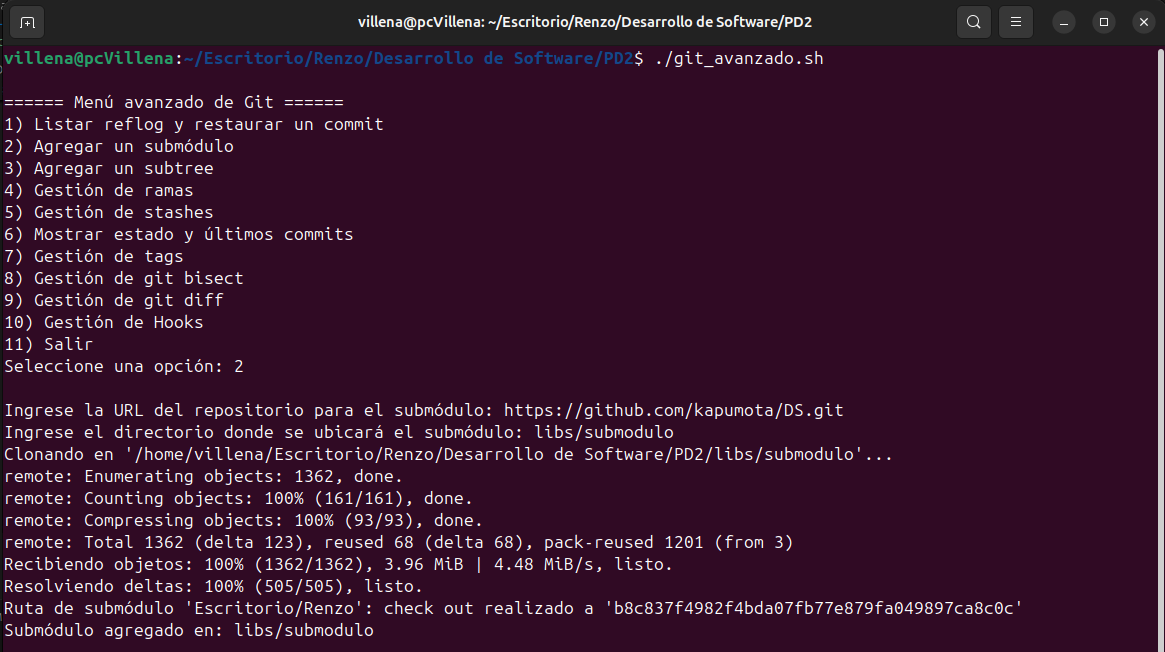 villena@pcVillena: ~/Escritorio/Renzo/Desarrollo de Software/PD2
villena@pcVillena:~/Escritorio/Renzo/Desarrollo de Software/PD2$ ./git_avanzado.sh
====== Menú avanzado de Git ======
1) Listar reflog y restaurar un commit
2) Agregar un submódulo
3) Agregar un subtree
4) Gestión de ramas
5) Gestión de stashes
6) Mostrar estado y últimos commits
7) Gestión de tags
8) Gestión de git bisect
9) Gestión de git diff
10) Gestión de Hooks
11) Salir
Seleccione una opción: 2
Ingrese la URL del repositorio para el submódulo: https://github.com/kapumota/DS.git
Ingrese el directorio donde se ubicará el submódulo: libs/submodulo
Clonando en '/home/villena/Escritorio/Renzo/Desarrollo de Software/PD2/libs/submodulo'...
remote: Enumerating objects: 1362, done.
remote: Counting objects: 100% (161/161), done.
remote: Compressing objects: 100% (93/93), done.
remote: Total 1362 (delta 123), reused 68 (delta 68), pack-reused 1201 (from 3)
Recibiendo objetos: 100% (1362/1362), 3.96 MiB | 4.48 MiB/s, listo.
Resolviendo deltas: 100% (505/505), listo.
Ruta de submódulo 'Escritorio/Renzo': check out realizado a 'b8c837f4982f4bda07fb77e879fa049897ca8c0c'
Submódulo agregado en: libs/submodulo